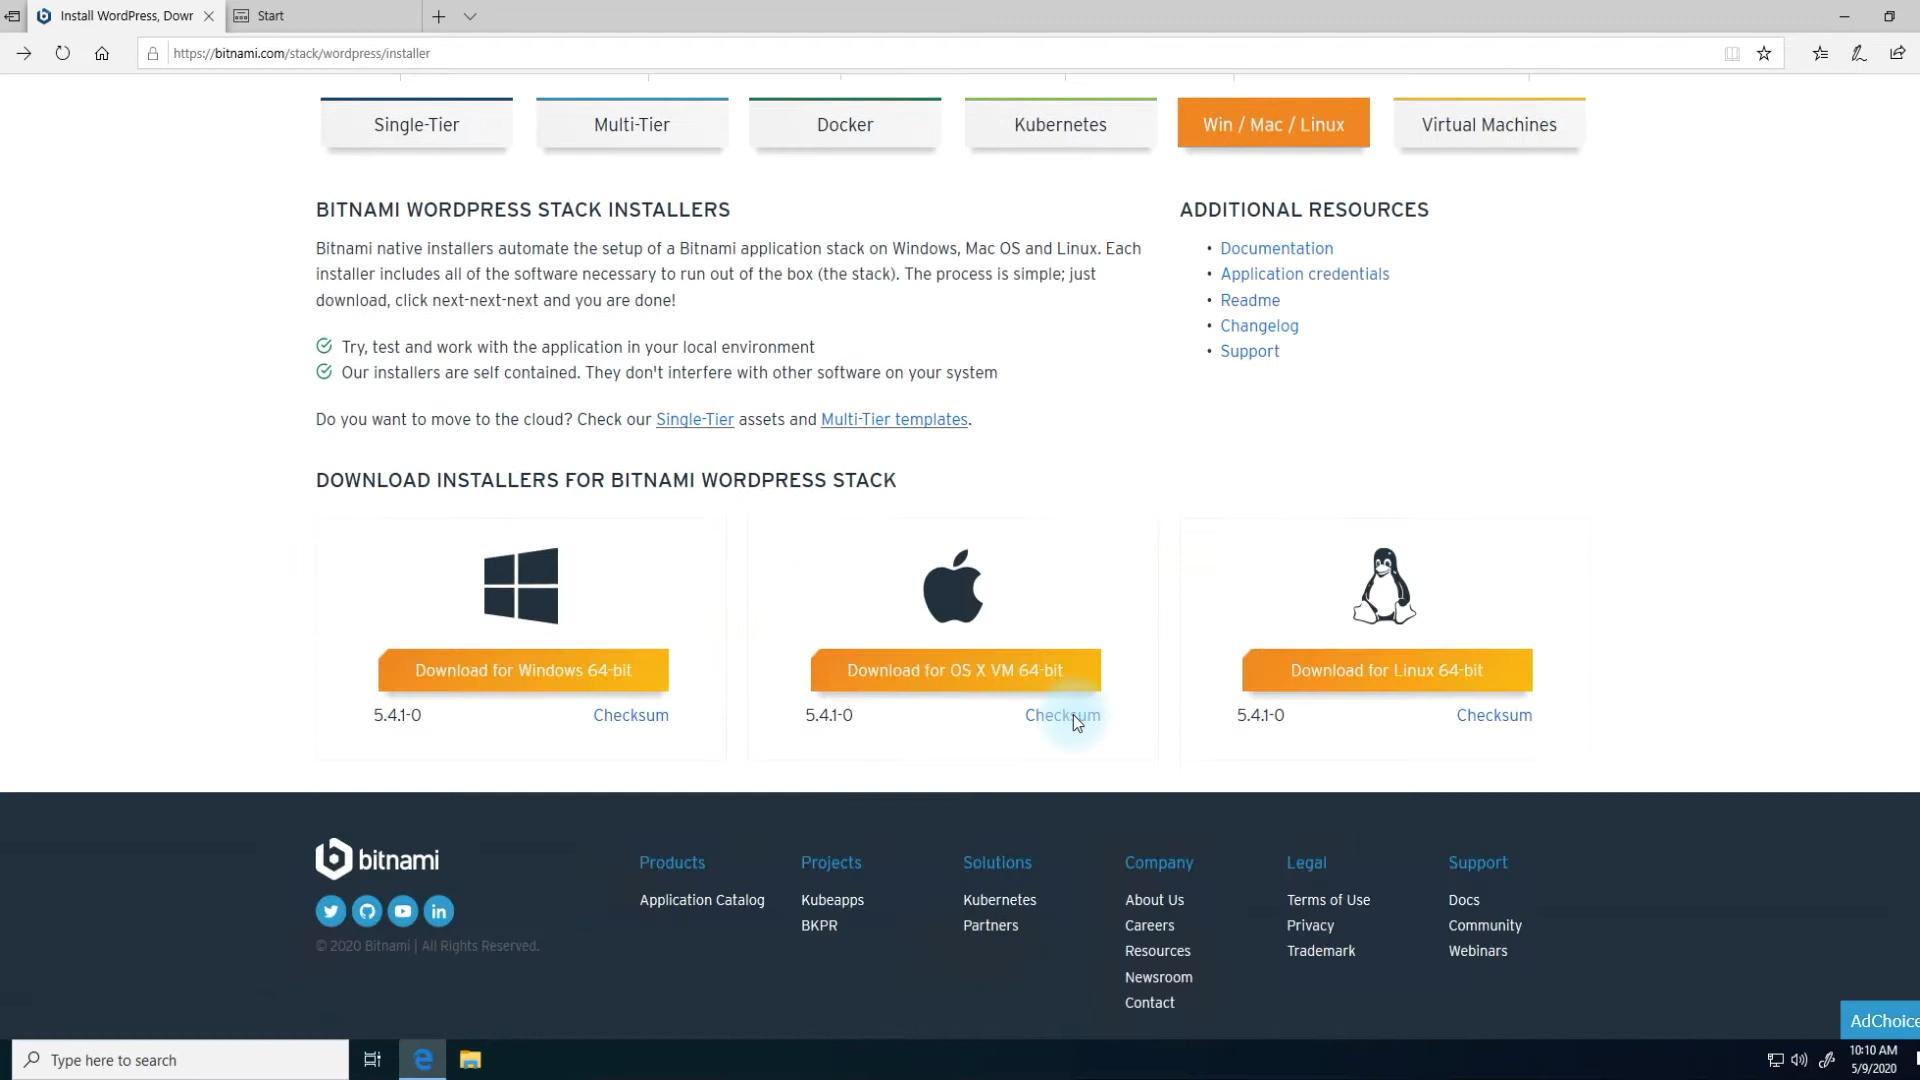 Install WordPress, Dowr
Start
https://bitnami.com/stack/wordpress/installer
Single-Tier
Multi-Tier
Docker
Kubernetes
Win / Mac / Linux
Virtual Machines
BITNAMI WORDPRESS STACK INSTALLERS
Bitnami native installers automate the setup of a Bitnami application stack on Windows, Mac OS and Linux. Each
installer includes all of the software necessary to run out of the box (the stack). The process is simple; just
download, click next-next-next and you are done!
Try, test and work with the application in your local environment
Our installers are self contained. They don't interfere with other software on your system
Do you want to move to the cloud? Check our Single-Tier assets and Multi-Tier templates.
ADDITIONAL RESOURCES
• Documentation
• Application credentials
• Readme
• Changelog
• Support
DOWNLOAD INSTALLERS FOR BITNAMI WORDPRESS STACK
Download for Windows 64-bit
5.4.1-0 Checksum
Download for OS X VM 64-bit
5.4.1-0 Checksum
Download for Linux 64-bit
5.4.1-0 Checksum
bitnami
© 2020 Bitnami | All Rights Reserved.
Products
Application Catalog
Projects
Kubeapps
BKPR
Solutions
Kubernetes
Partners
Company
About Us
Careers
Resources
Newsroom
Contact
Legal
Terms of Use
Privacy
Trademark
Support
Docs
Community
Webinars
AdChoice
Type here to search
10:10 AM
5/9/2020